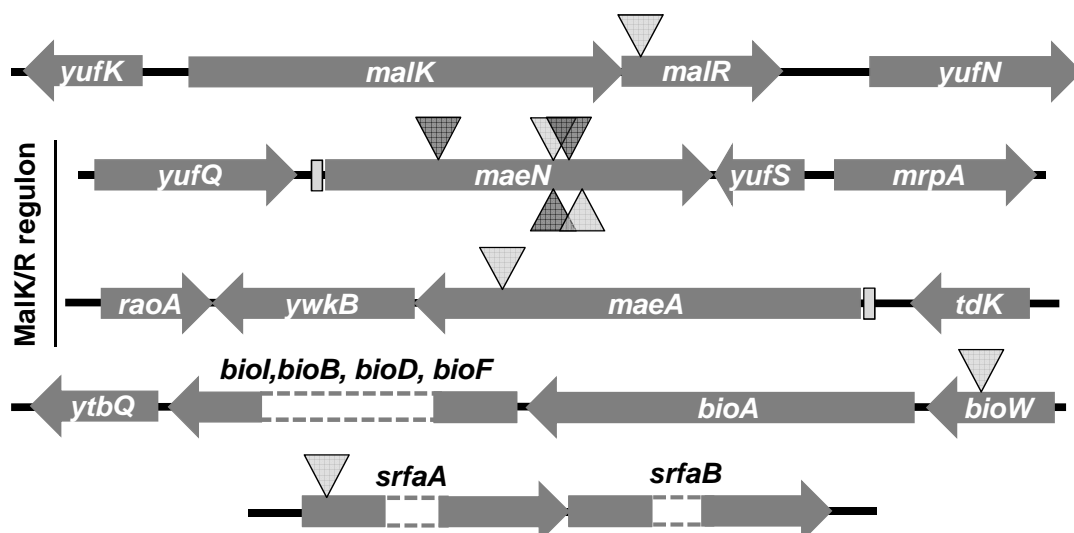 yufK malK malR yufN
MalK/R regulon
yufQ maeN yufS mrpA
raoA ywkB maeA tdK
bioI,bioB, bioD, bioF
ytbQ bioA bioW
srfaA srfaB